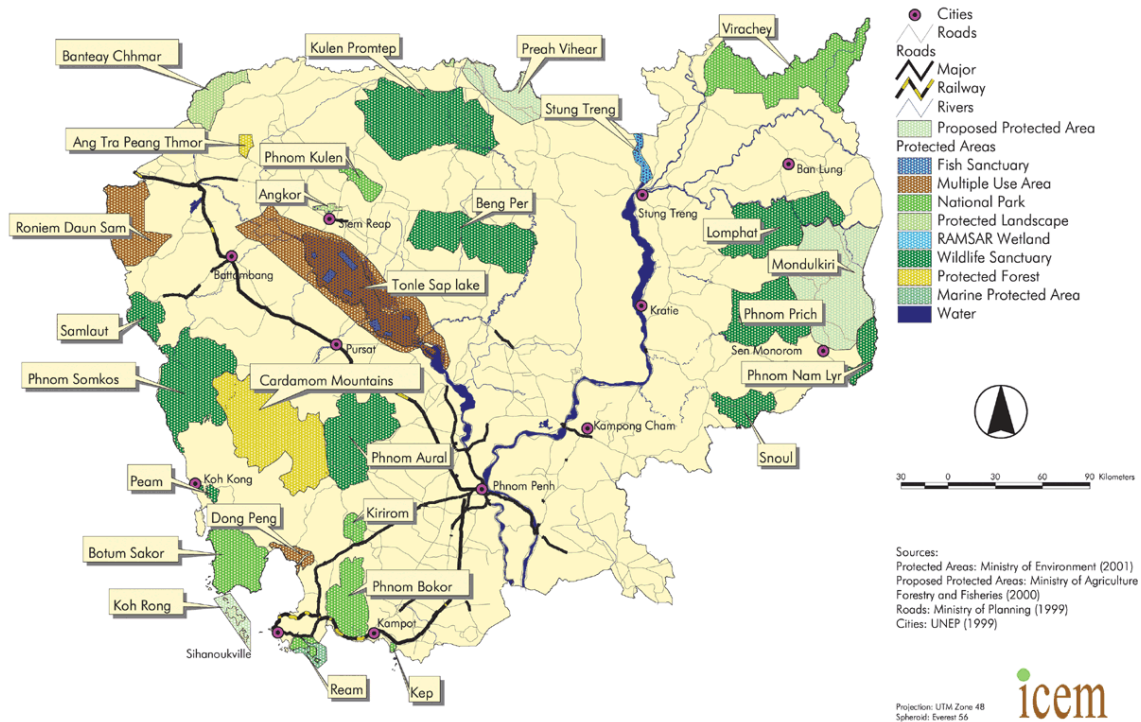 Banteay Chhmar
Kulen Promtep
Preah Vihear
Virachey
Stung Treng
Ang Tra Peang Thmor
Phnom Kulen
Angkor
Siem Reap
Beng Per
Ban Lung
Stung Treng
Lomphat
Roniem Daun Sam
Battambang
Tonle Sap lake
Mondulkiri
Kratie
Phnom Prich
Samlaut
Pursat
Sen Monorom
Phnom Nam Lyr
Phnom Somkos
Cardamom Mountains
Kampong Cham
Snoul
Phnom Aural
Peam
Koh Kong
Phnom Penh
Dong Peng
Kirirom
Botum Sakor
Phnom Bokor
Koh Rong
Kampot
Sihanoukville
Ream
Kep
Cities
Roads
Roads
Major
Railway
Rivers
Proposed Protected Area
Protected Areas
Fish Sanctuary
Multiple Use Area
National Park
Protected Landscape
RAMSAR Wetland
Wildlife Sanctuary
Protected Forest
Marine Protected Area
Water
30 0 30 60 90 Kilometers
Sources:
Protected Areas: Ministry of Environment (2001)
Proposed Protected Areas: Ministry of Agriculture
Forestry and Fisheries (2000)
Roads: Ministry of Planning (1999)
Cities: UNEP (1999)
icem
Projection: UTM Zone 48
Spheroid: Everest 56